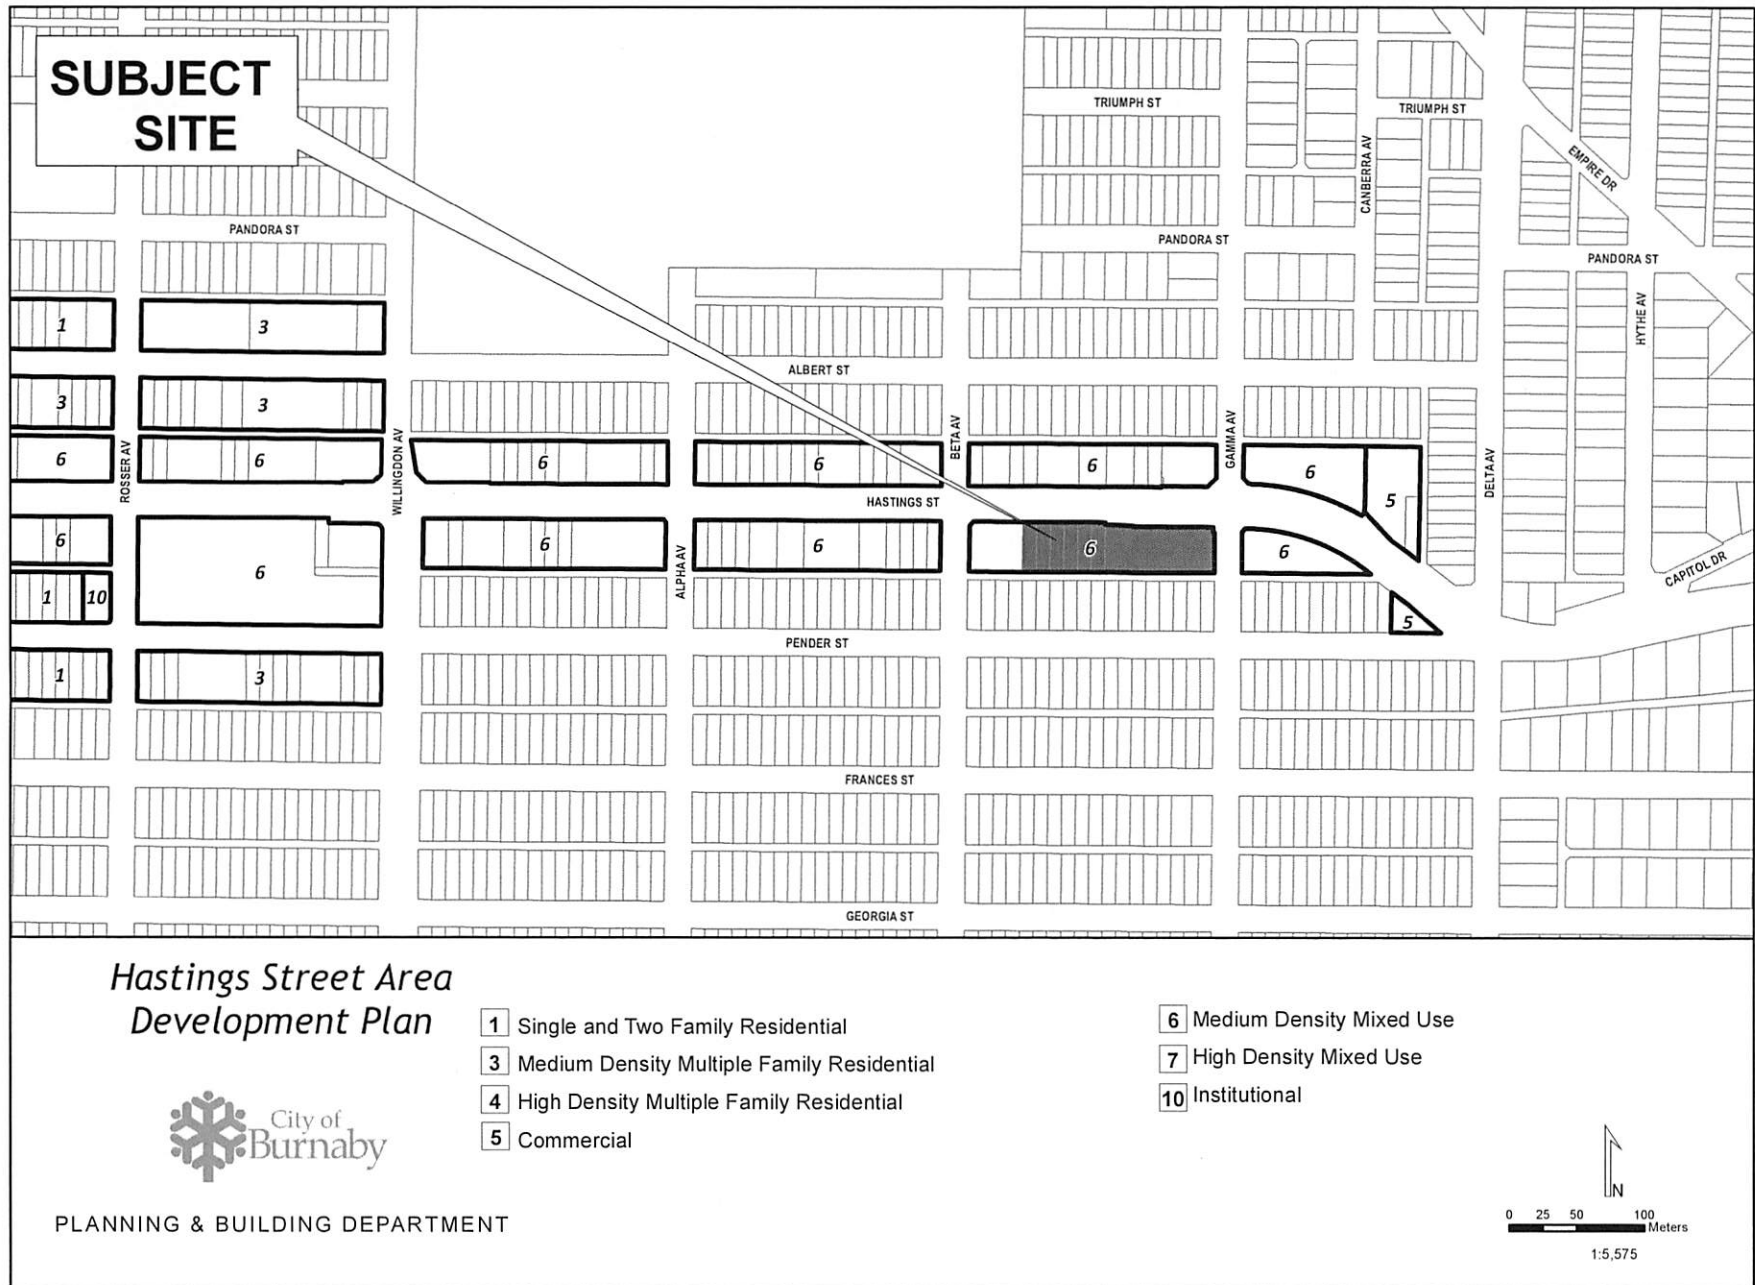 SUBJECT
SITE
TRIUMPH ST
TRIUMPH ST
CANBERRA AV
EMPIRE DR
PANDORA ST
PANDORA ST
PANDORA ST
HYTHE AV
1
3
ALBERT ST
3
3
ROSSER AV
WILLINGDON AV
BETA AV
GAMMA AV
DELTA AV
6
6
6
6
6
6
5
HASTINGS ST
6
6
6
ALPHA AV
6
6
6
CAPITOL DR
1
10
5
PENDER ST
1
3
FRANCES ST
GEORGIA ST
Hastings Street Area
Development Plan
1 Single and Two Family Residential
3 Medium Density Multiple Family Residential
4 High Density Multiple Family Residential
5 Commercial
6 Medium Density Mixed Use
7 High Density Mixed Use
10 Institutional
City of
Burnaby
PLANNING & BUILDING DEPARTMENT
N
0 25 50 100
Meters
1:5,575